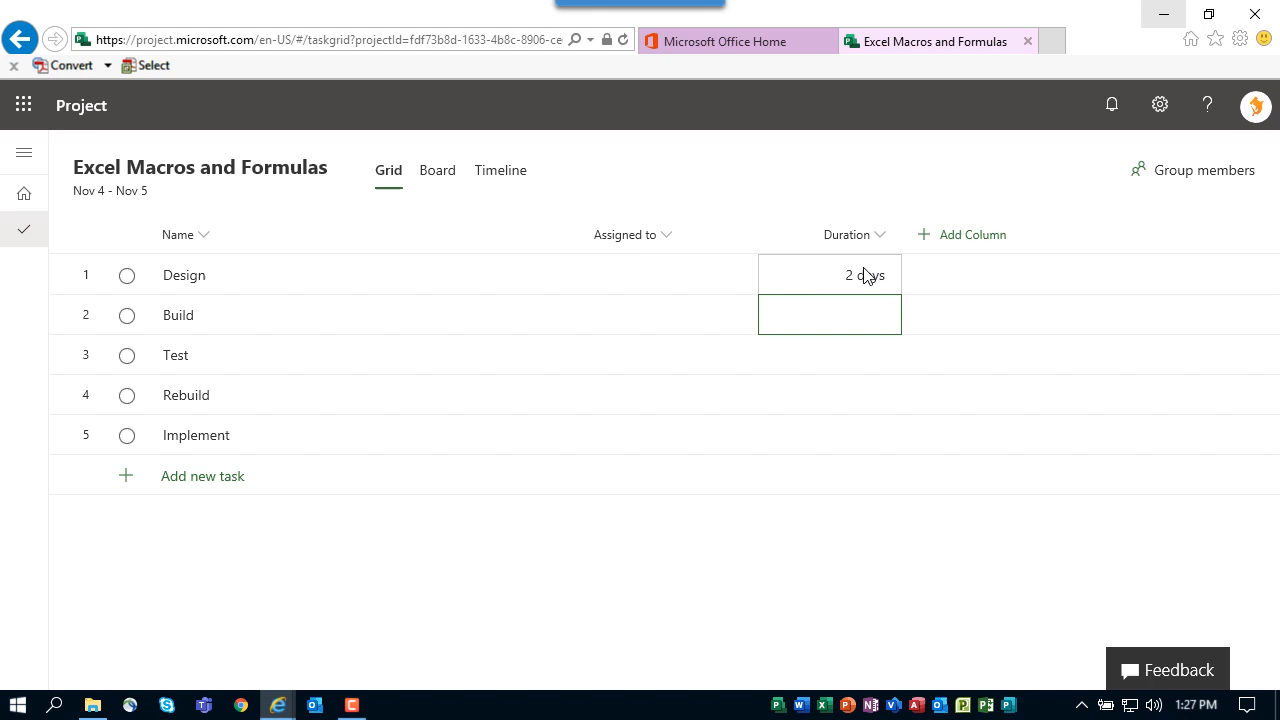 https://project.microsoft.com/en-US/#/taskgrid?projectId=fdf73b8d-1633-4b8c-8906-ce
Microsoft Office Home
Excel Macros and Formulas
x Convert Select
Project
?
Excel Macros and Formulas
Nov 4 - Nov 5
Grid Board Timeline
Group members
Name Assigned to Duration + Add Column
1 Design 2 days
2 Build
3 Test
4 Rebuild
5 Implement
+ Add new task
Feedback
1:27 PM